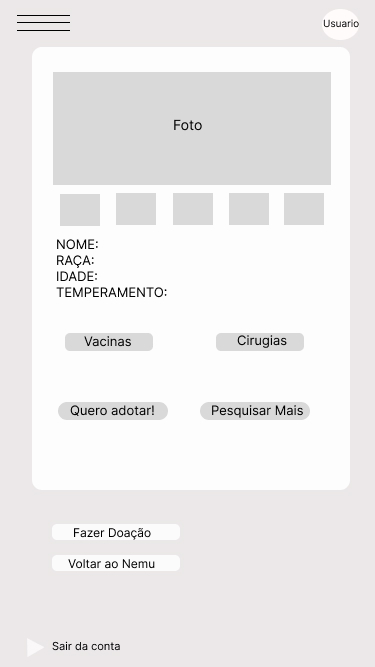 Usuario
Foto
NOME:
RAÇA:
IDADE:
TEMPERAMENTO:
Vacinas
Cirugias
Quero adotar!
Pesquisar Mais
Fazer Doação
Voltar ao Nemu
Sair da conta